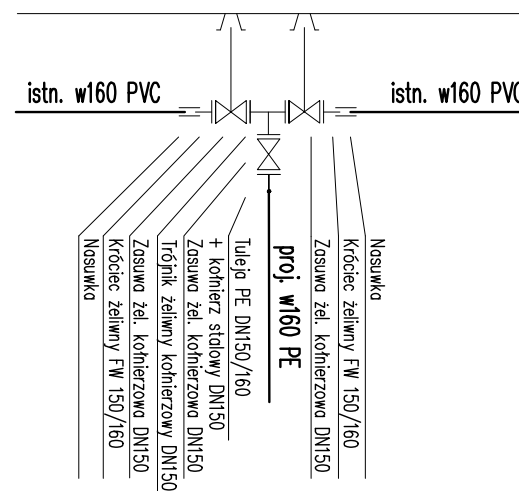 istn. w160 PVC
istn. w160 PVC
Nasuwka
Króciec żeliwny FW 150/160
Zasuwa żel. kołnierzowa DN150
Trójnik żeliwny kołnierzowy DN150
Zasuwa żel. kołnierzowa DN150
+ kołnierz stalowy DN150
Tuleja PE DN150/160
proj. w160 PE
Zasuwa żel. kołnierzowa DN150
Króciec żeliwny FW 150/160
Nasuwka